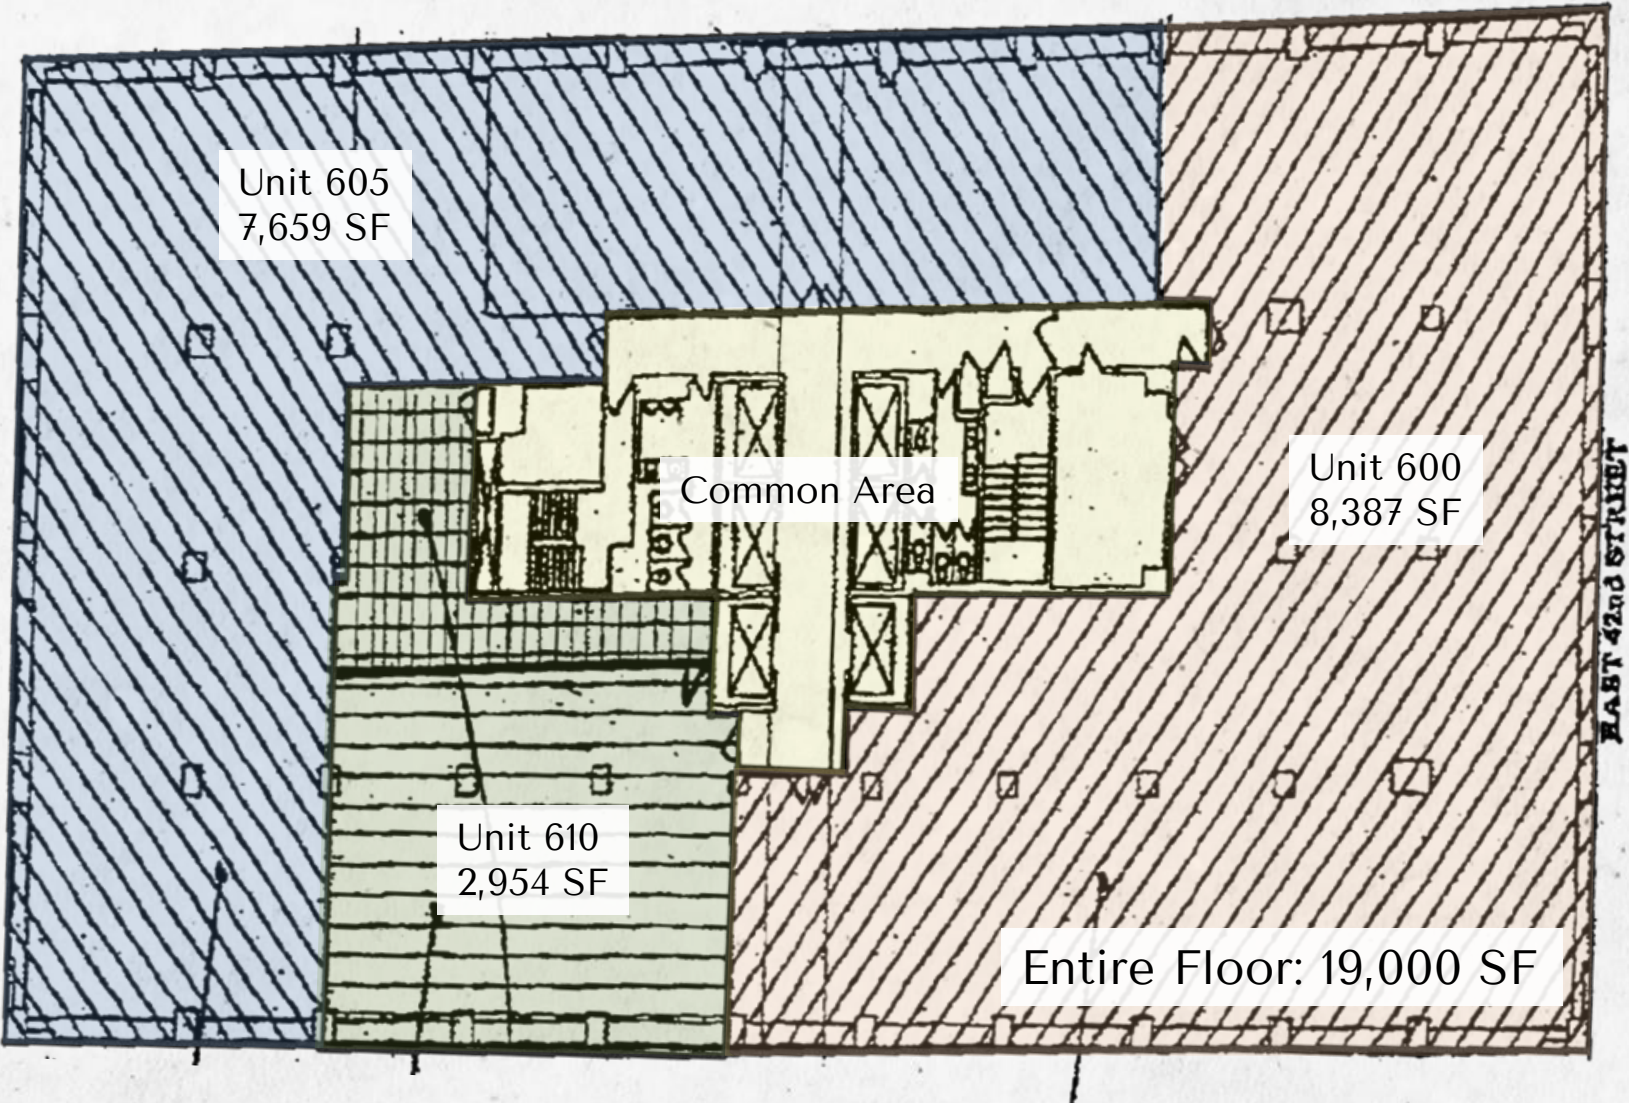 Unit 605
7,659 SF
Common Area
Unit 600
8,387 SF
EAST 42nd STREET
Unit 610
2,954 SF
Entire Floor: 19,000 SF